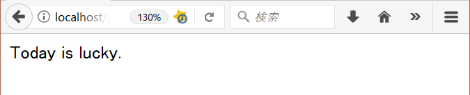 localhost/
130%
検索
Today is lucky.